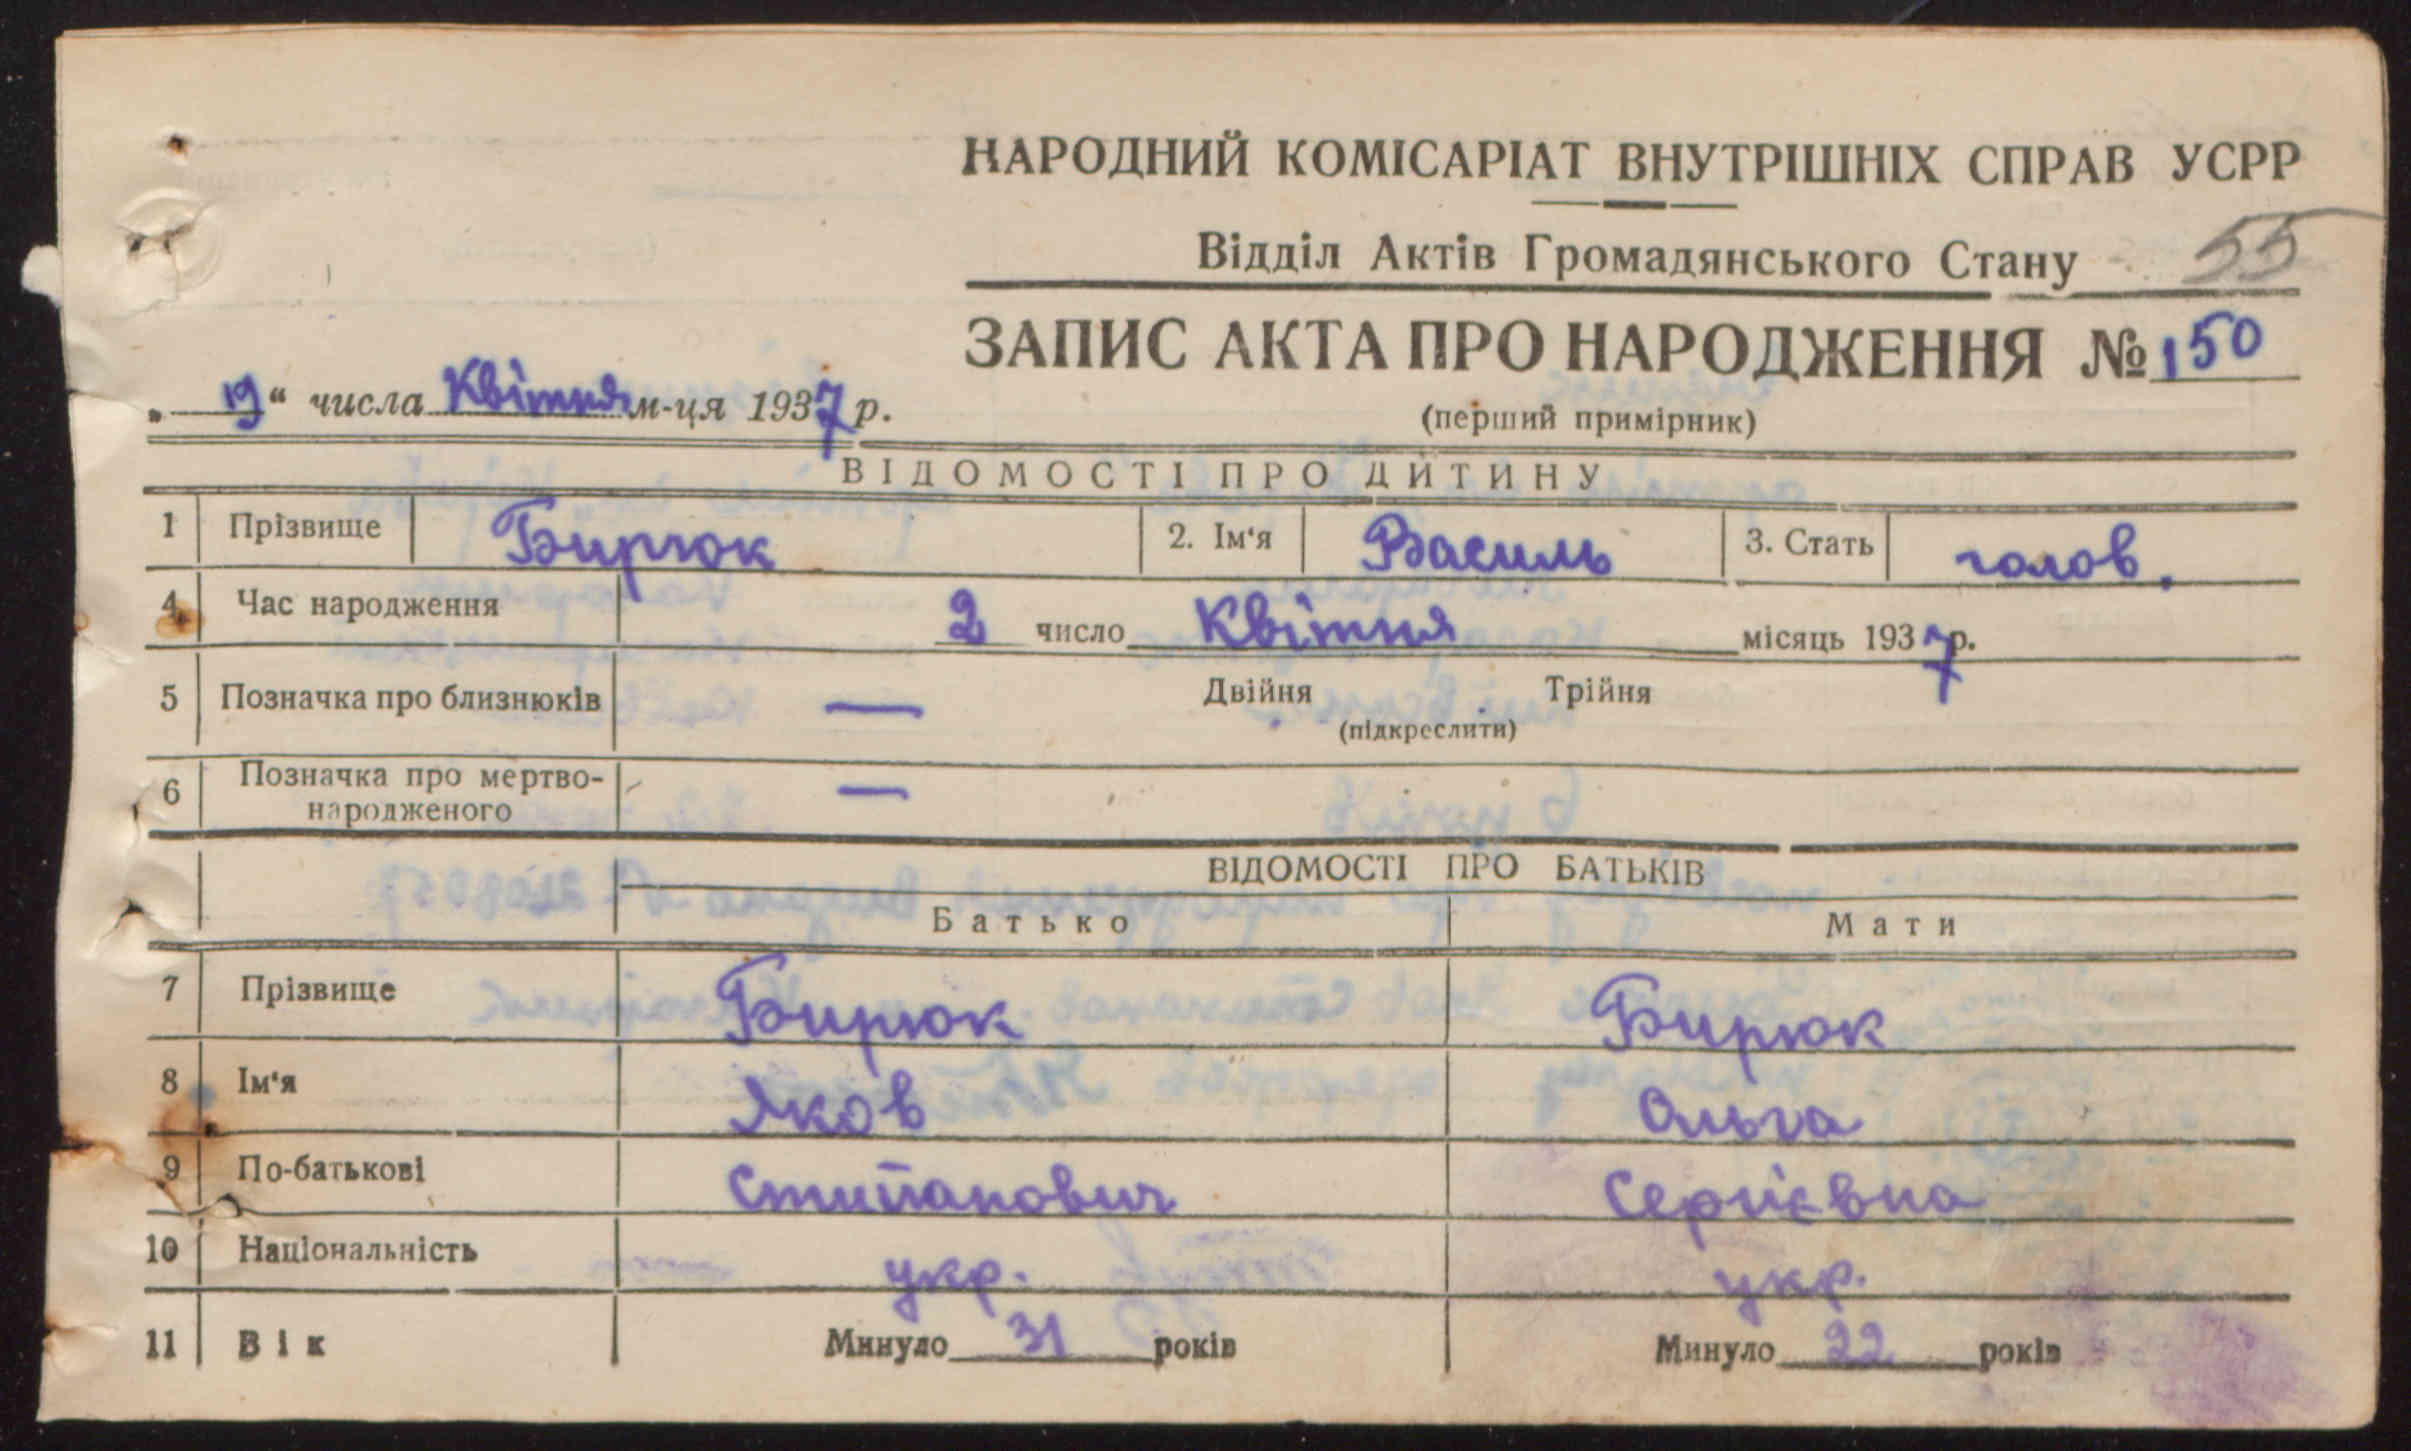 НАРОДНИЙ КОМІСАРІАТ ВНУТРІШНІХ СПРАВ УСРР
Відділ Актів Громадянського Стану 55
ЗАПИС АКТА ПРО НАРОДЖЕННЯ № 150
„ 19 “ числа Квітня м-ця 1937 р.
(перший примірник)
ВІДОМОСТІ ПРО ДИТИНУ
1 Прізвище Бирюк 2. Ім‘я Василь 3. Стать голов.
4 Час народження 2 число Квітня місяць 1937 р.
5 Позначка про близнюків — Двійня Трійня
(підкреслити)
6 Позначка про мертво-
народженого —
ВІДОМОСТІ ПРО БАТЬКІВ
Батько Мати
7 Прізвище Бирюк Бирюк
8 Ім‘я Яков Ольга
9 По-батькові Стипанович Сергієвна
10 Національність укр. укр.
11 Вік Минуло 31 років Минуло 22 років